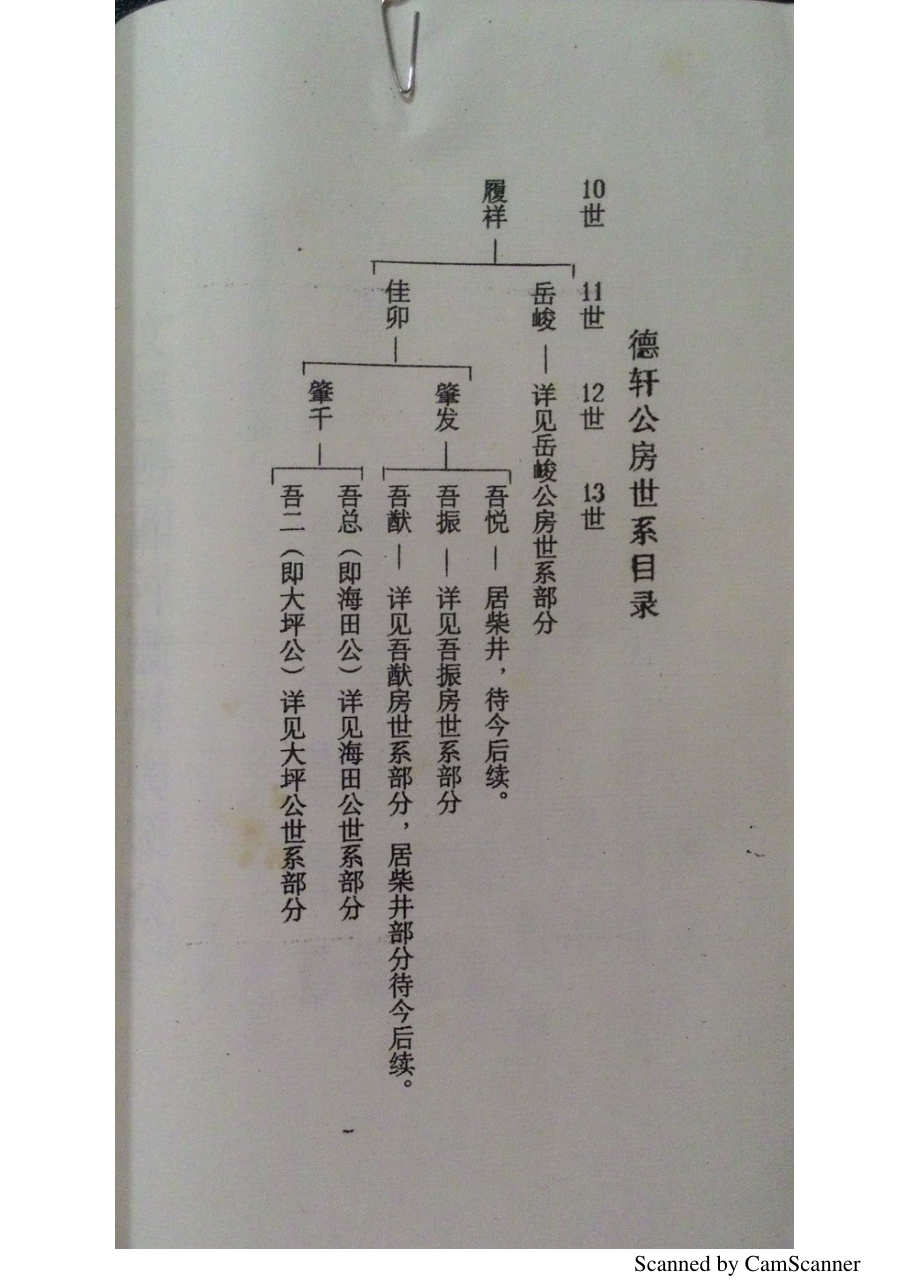 德轩公房世系目录
10世 11世 12世 13世
岳峻 — 详见岳峻公房世系部分
履祥
吾悦 — 居柴井，待今后续。
肇发 吾振 — 详见吾振房世系部分
佳卯 吾猷 — 详见吾猷房世系部分，居柴井部分待今后续。
吾总（即海田公）详见海田公世系部分
肇千
吾二（即大坪公）详见大坪公世系部分
Scanned by CamScanner